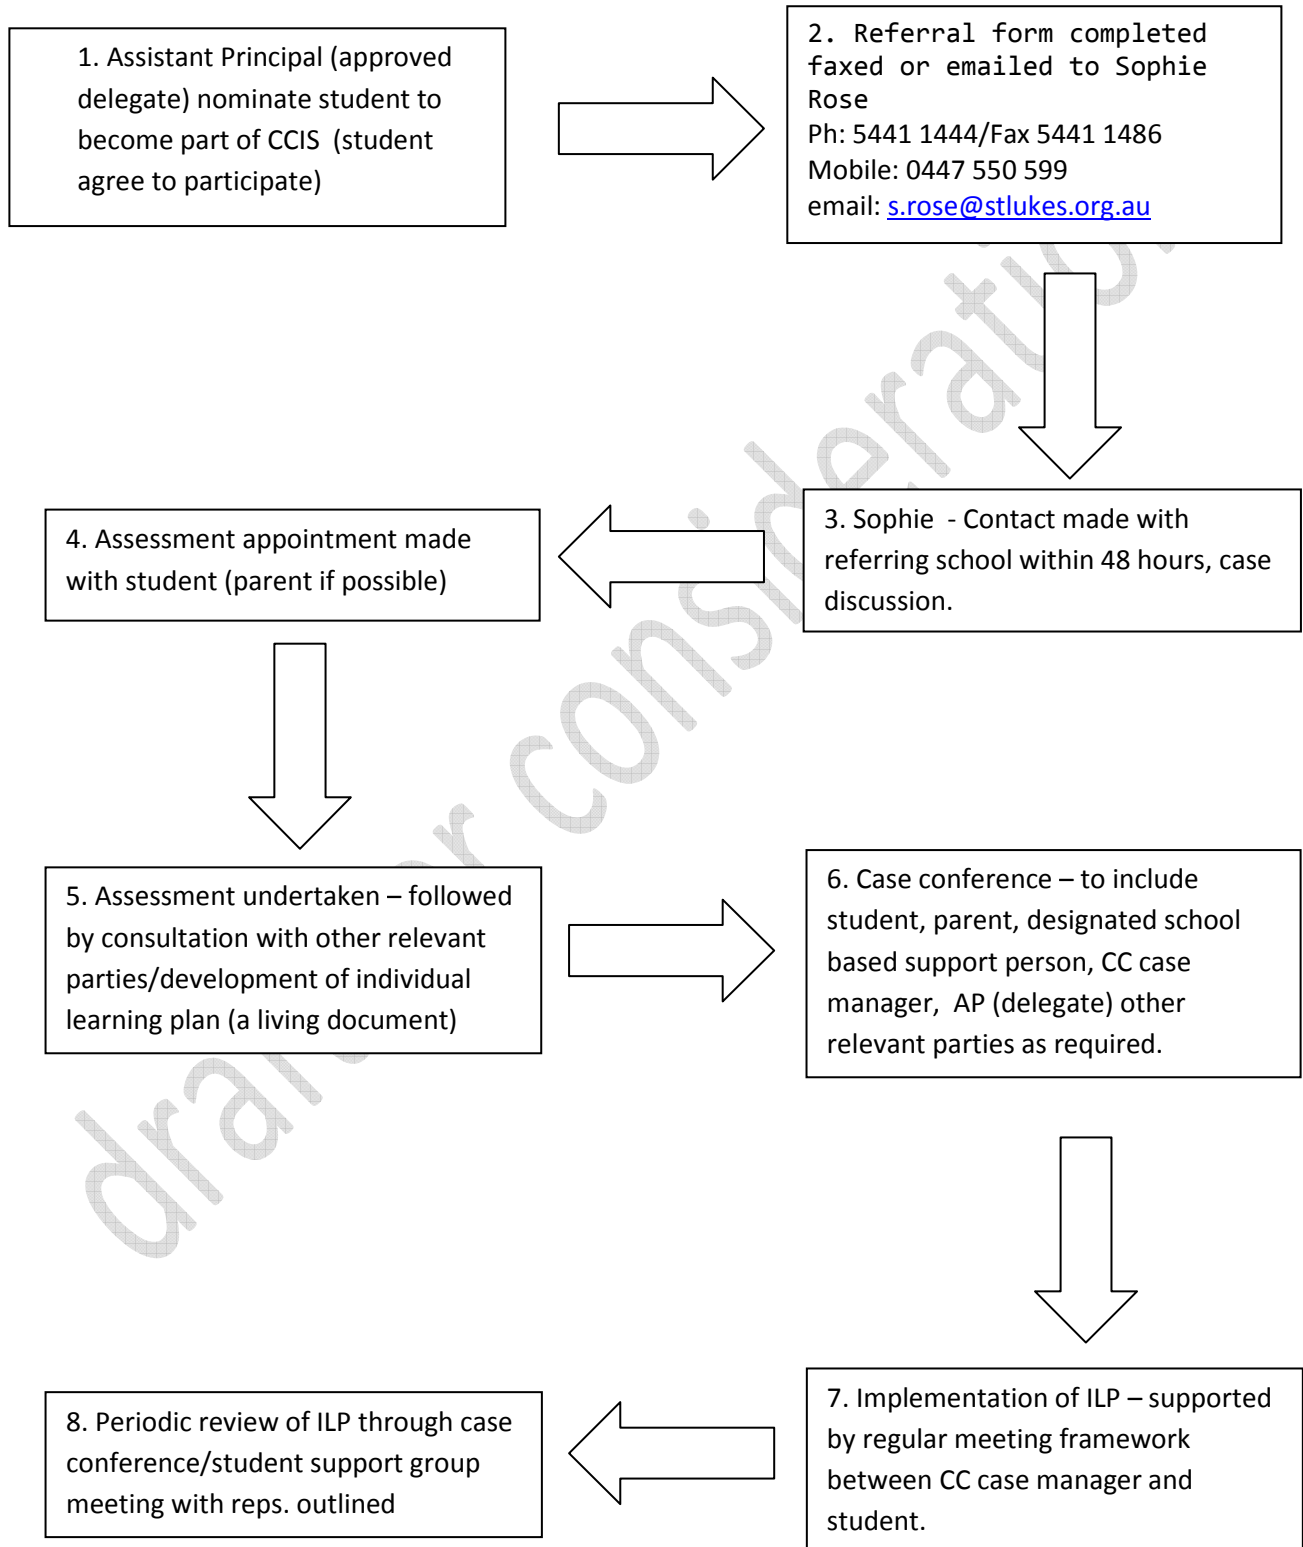 1. Assistant Principal (approved
delegate) nominate student to
become part of CCIS  (student
agree to participate)
2. Referral form completed
faxed or emailed to Sophie
Rose
Ph: 5441 1444/Fax 5441 1486
Mobile: 0447 550 599
email: s.rose@stlukes.org.au
3. Sophie  - Contact made with
referring school within 48 hours, case
discussion.
4. Assessment appointment made
with student (parent if possible)
5. Assessment undertaken – followed
by consultation with other relevant
parties/development of individual
learning plan (a living document)
6. Case conference – to include
student, parent, designated school
based support person, CC case
manager,  AP (delegate) other
relevant parties as required.
7. Implementation of ILP – supported
by regular meeting framework
between CC case manager and
student.
8. Periodic review of ILP through case
conference/student support group
meeting with reps. outlined